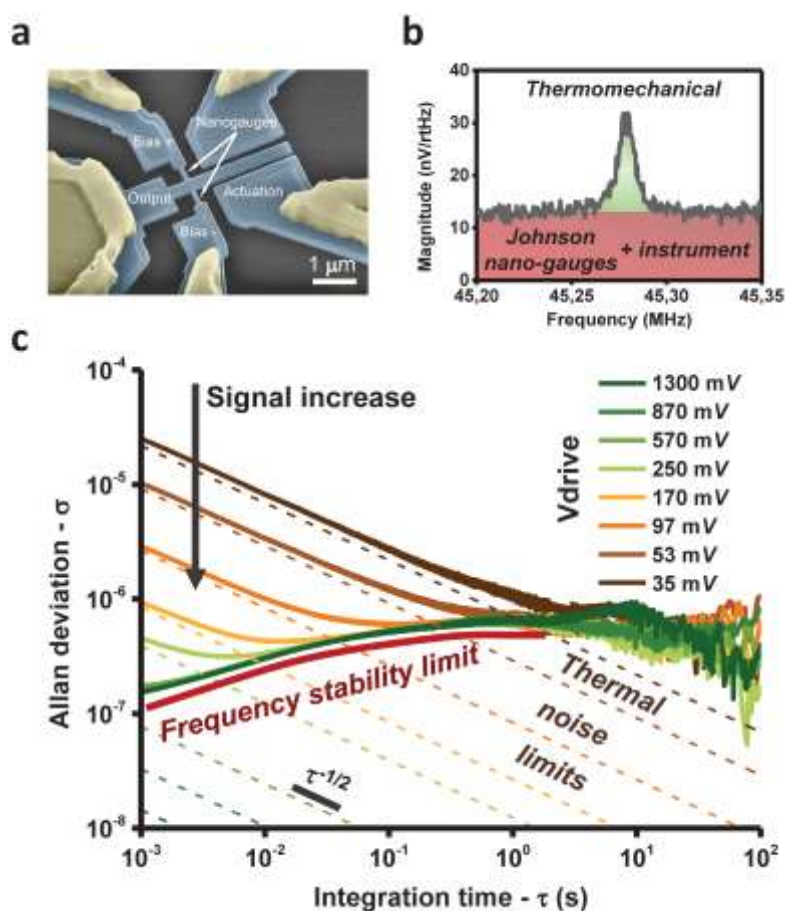 a
Nanogauges
Bias +
Output
Actuation
Bias -
1 μm
b
Magnitude (nV/rtHz)
40
30
20
10
0
Thermomechanical
Johnson
nano-gauges + instrument
45,20 45,25 45,30 45,35
Frequency (MHz)
c
Allan deviation - σ
10⁻⁴
10⁻⁵
10⁻⁶
10⁻⁷
10⁻⁸
Signal increase
Vdrive
1300 mV
870 mV
570 mV
250 mV
170 mV
97 mV
53 mV
35 mV
Frequency stability limit
Thermal
noise
limits
τ⁻¹/²
10⁻³ 10⁻² 10⁻¹ 10⁰ 10¹ 10²
Integration time - τ (s)